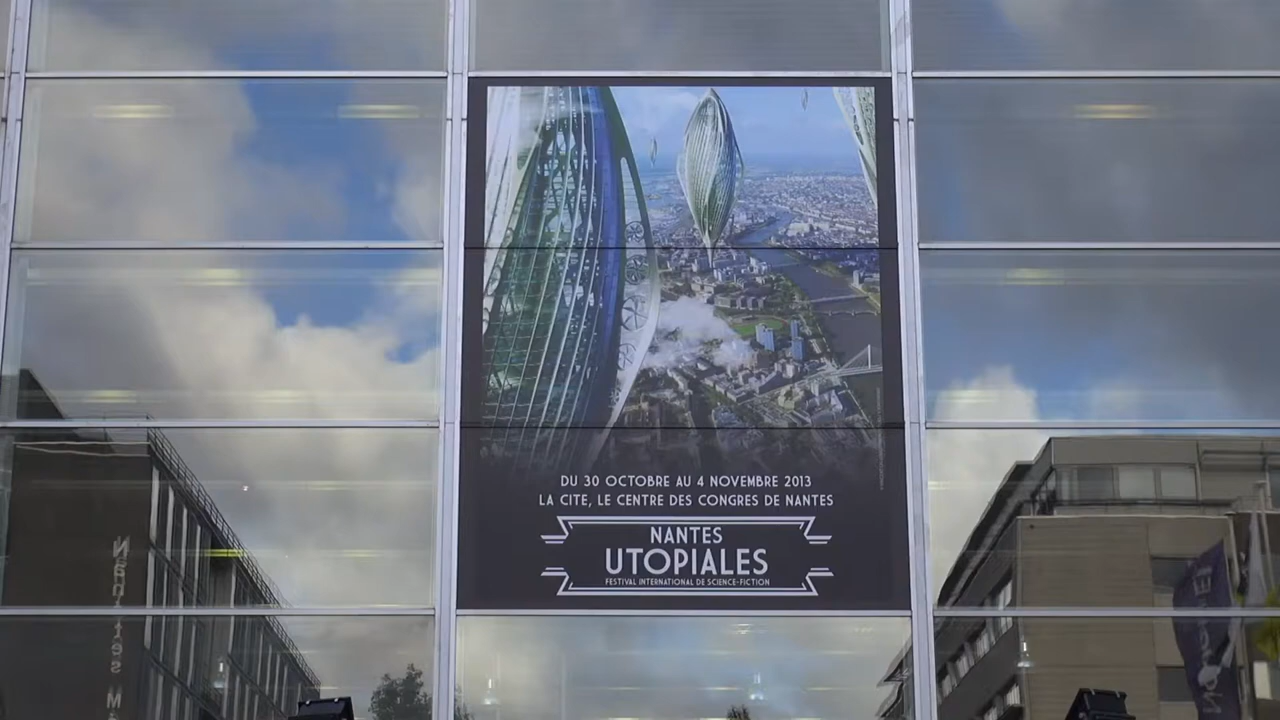 DU 30 OCTOBRE AU 4 NOVEMBRE 2013
LA CITE, LE CENTRE DES CONGRES DE NANTES
NANTES
UTOPIALES
FESTIVAL INTERNATIONAL DE SCIENCE-FICTION
Nantes